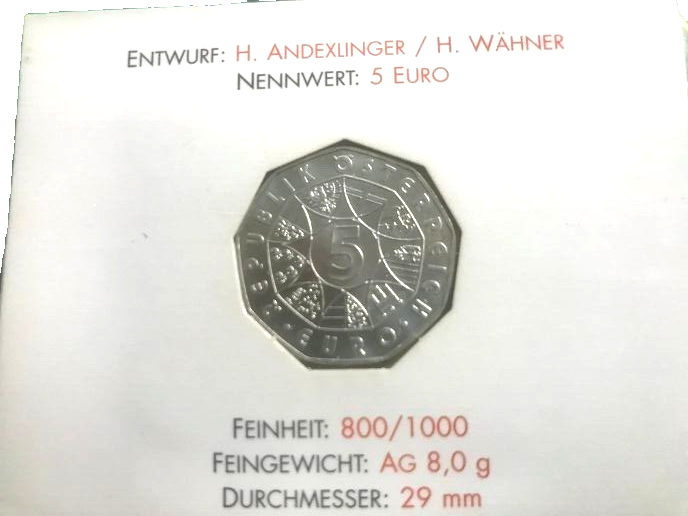 ENTWURF: H. ANDEXLINGER / H. WÄHNER
NENNWERT: 5 EURO
REPUBLIK ÖSTERREICH
5
· EURO ·
FEINHEIT: 800/1000
FEINGEWICHT: AG 8,0 g
DURCHMESSER: 29 mm